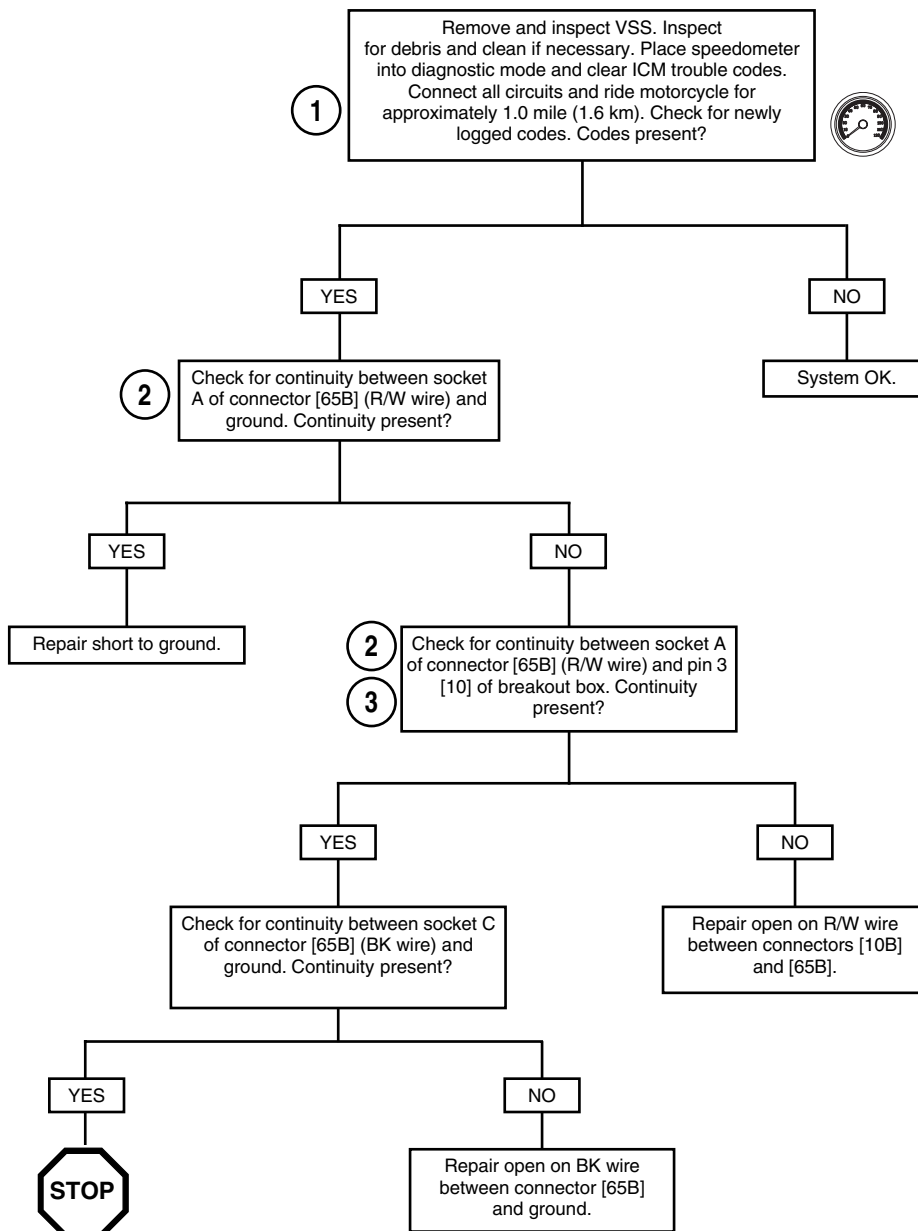 Remove and inspect VSS. Inspect
for debris and clean if necessary. Place speedometer
into diagnostic mode and clear ICM trouble codes.
Connect all circuits and ride motorcycle for
approximately 1.0 mile (1.6 km). Check for newly
logged codes. Codes present?
1
YES
NO
2
Check for continuity between socket
A of connector [65B] (R/W wire) and
ground. Continuity present?
System OK.
YES
NO
Repair short to ground.
2
3
Check for continuity between socket A
of connector [65B] (R/W wire) and pin 3
[10] of breakout box. Continuity
present?
YES
NO
Check for continuity between socket C
of connector [65B] (BK wire) and
ground. Continuity present?
Repair open on R/W wire
between connectors [10B]
and [65B].
YES
NO
STOP
Repair open on BK wire
between connector [65B]
and ground.